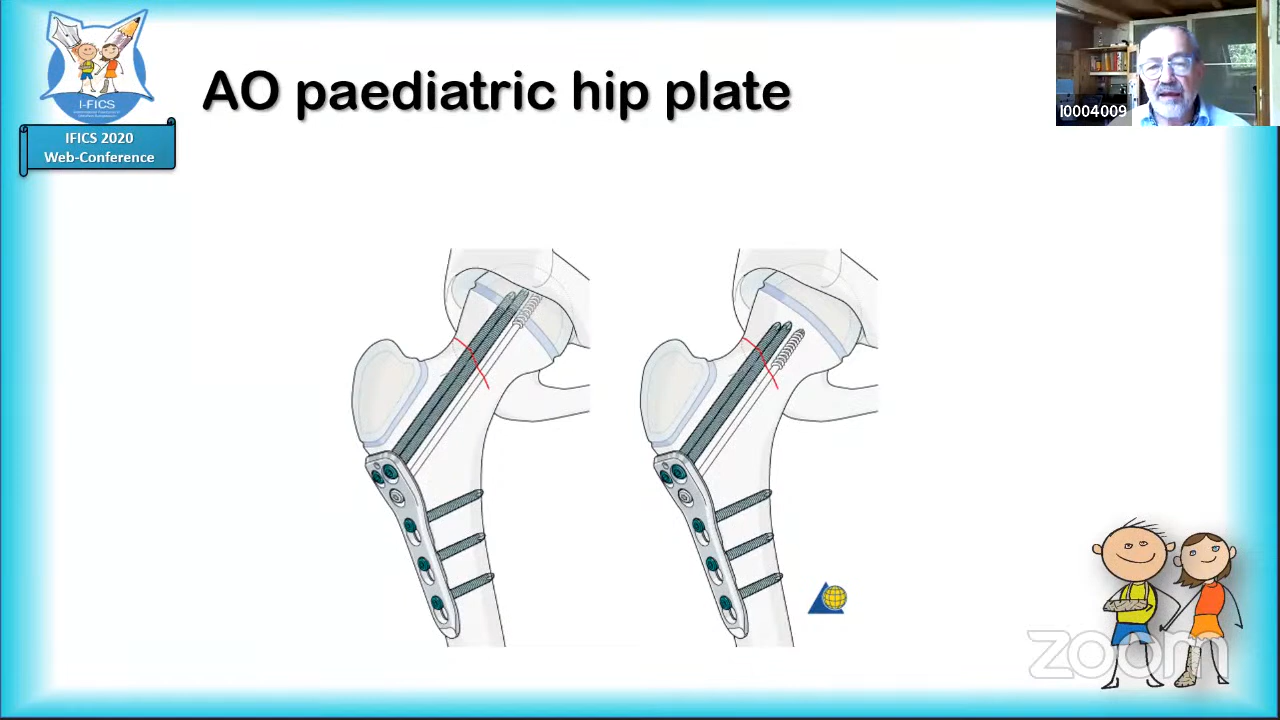 AO paediatric hip plate
I-FICS
IFICS 2020
Web-Conference
I0004009
zoom